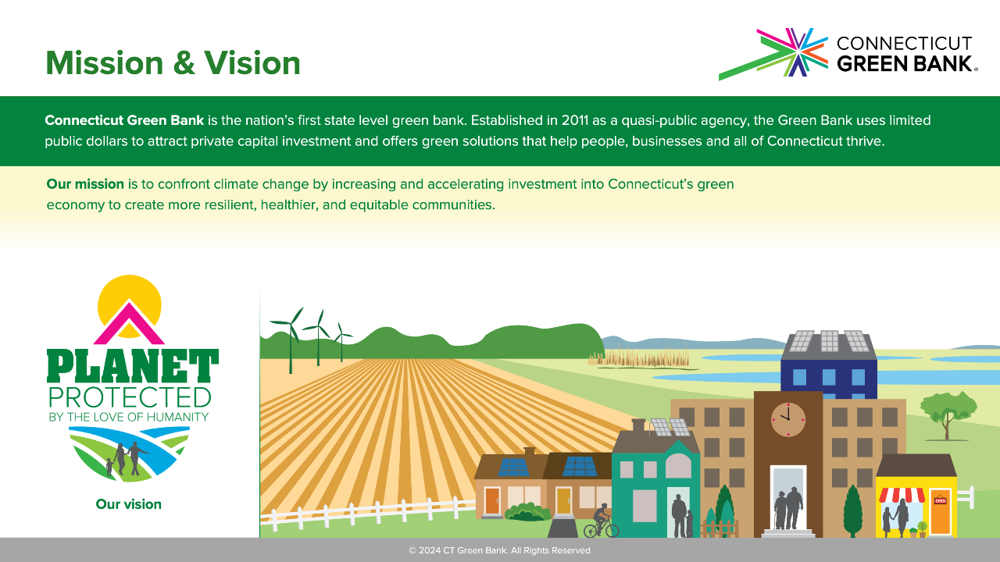 Mission & Vision
CONNECTICUT
GREEN BANK®
Connecticut Green Bank is the nation’s first state level green bank. Established in 2011 as a quasi-public agency, the Green Bank uses limited
public dollars to attract private capital investment and offers green solutions that help people, businesses and all of Connecticut thrive.
Our mission is to confront climate change by increasing and accelerating investment into Connecticut’s green
economy to create more resilient, healthier, and equitable communities.
PLANET
PROTECTED
BY THE LOVE OF HUMANITY
Our vision
OPEN
© 2024 CT Green Bank. All Rights Reserved